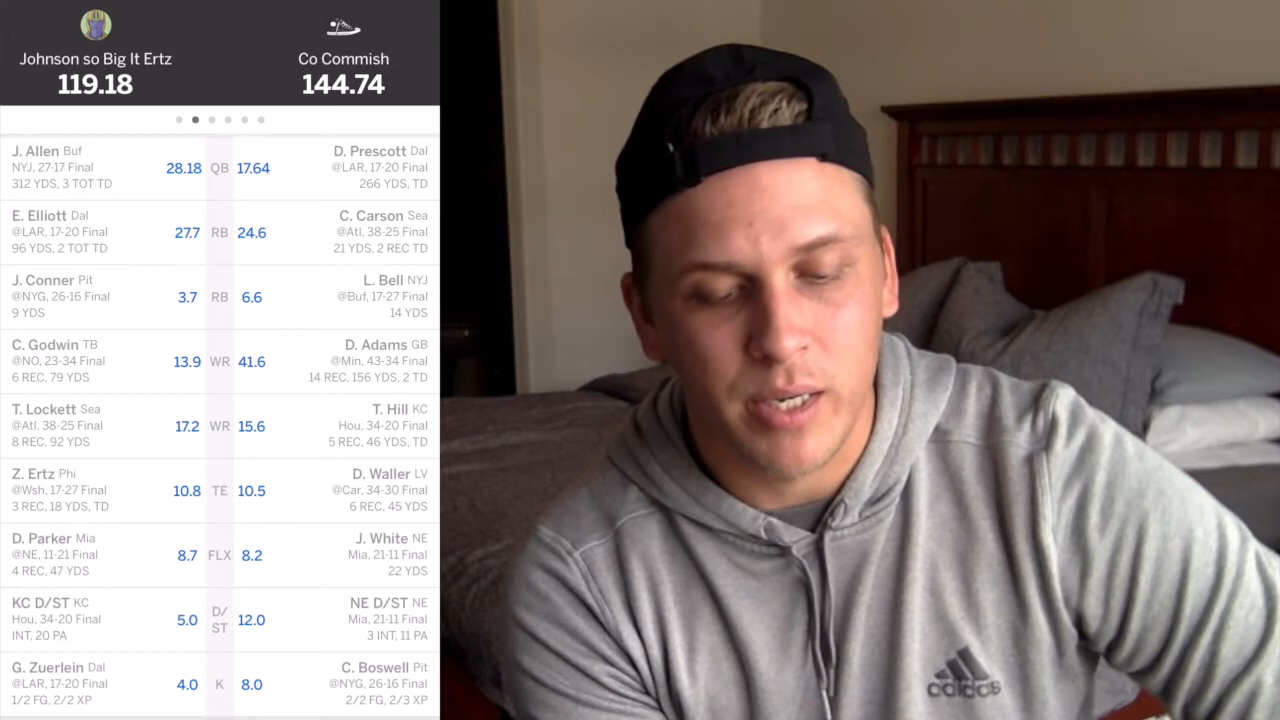 Johnson so Big It Ertz
119.18
Co Commish
144.74
J. Allen Buf
NYJ, 27-17 Final
312 YDS, 3 TOT TD
28.18 QB 17.64
D. Prescott Dal
@LAR, 17-20 Final
266 YDS, TD
E. Elliott Dal
@LAR, 17-20 Final
96 YDS, 2 TOT TD
27.7 RB 24.6
C. Carson Sea
@Atl, 38-25 Final
21 YDS, 2 REC TD
J. Conner Pit
@NYG, 26-16 Final
9 YDS
3.7 RB 6.6
L. Bell NYJ
@Buf, 17-27 Final
14 YDS
C. Godwin TB
@NO, 23-34 Final
6 REC, 79 YDS
13.9 WR 41.6
D. Adams GB
@Min, 43-34 Final
14 REC, 156 YDS, 2 TD
T. Lockett Sea
@Atl, 38-25 Final
8 REC, 92 YDS
17.2 WR 15.6
T. Hill KC
Hou, 34-20 Final
5 REC, 46 YDS, TD
Z. Ertz Phi
@Wsh, 17-27 Final
3 REC, 18 YDS, TD
10.8 TE 10.5
D. Waller LV
@Car, 34-30 Final
6 REC, 45 YDS
D. Parker Mia
@NE, 11-21 Final
4 REC, 47 YDS
8.7 FLX 8.2
J. White NE
Mia, 21-11 Final
22 YDS
KC D/ST KC
Hou, 34-20 Final
INT, 20 PA
5.0 D/ST 12.0
NE D/ST NE
Mia, 21-11 Final
3 INT, 11 PA
G. Zuerlein Dal
@LAR, 17-20 Final
1/2 FG, 2/2 XP
4.0 K 8.0
C. Boswell Pit
@NYG, 26-16 Final
2/2 FG, 2/3 XP
adidas